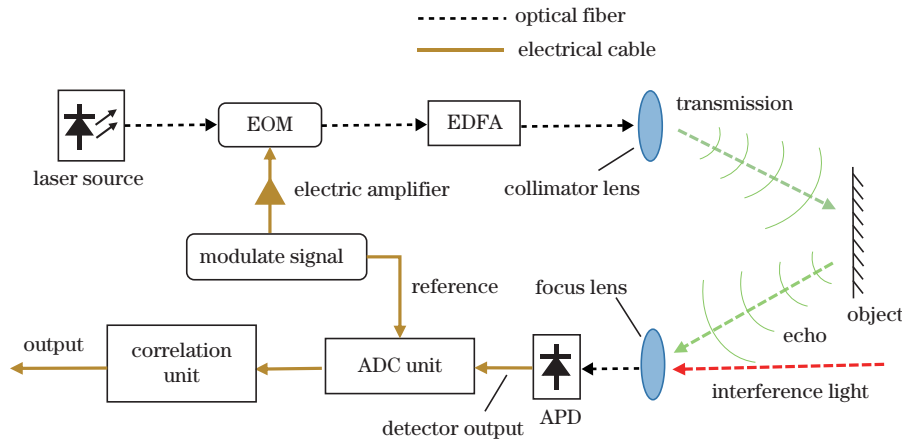 optical fiber
electrical cable
EOM
EDFA
transmission
laser source
electric amplifier
collimator lens
modulate signal
reference
focus lens
object
echo
output
correlation
unit
ADC unit
interference light
APD
detector output